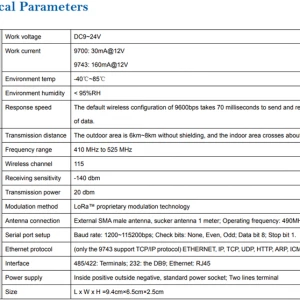 cal Parameters
Work voltage DC9~24V
Work current 9700: 30mA@12V
9743: 160mA@12V
Environment temp -40℃~85℃
Environment humidity < 95%RH
Response speed The default wireless configuration of 9600bps takes 70 milliseconds to send and re
of data.
Transmission distance The outdoor area is 6km~8km without shielding, and the indoor area crosses about
Frequency range 410 MHz to 525 MHz
Wireless channel 115
Receiving sensitivity -140 dbm
Transmission power 20 dbm
Modulation method LoRa™ proprietary modulation technology
Antenna connection External SMA male antenna, sucker antenna 1 meter; Operating frequency: 490MH
Serial port setup Baud rate: 1200~115200bps; Check bits: None, Even, Odd; Data bit 8; Stop bit 1.
Ethernet protocol (only the 9743 support TCP/IP protocol) ETHERNET, IP, TCP, UDP, HTTP, ARP, ICM
Interface 485/422: Terminals; 232: the DB9; Ethernet: RJ45
Power supply Inside positive outside negative, standard power socket; Two lines terminal
Size L x W x H =9.4cm×6.5cm×2.5cm